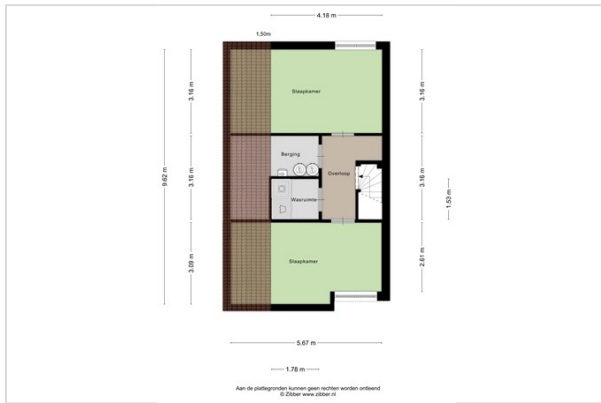 4.18 m
1,50m
3.16 m
Slaapkamer
3.16 m
Berging
9.62 m
3.16 m
Overloop
3.16 m
1.53 m
Wasruimte
3.09 m
Slaapkamer
2.61 m
5.67 m
1.78 m
Aan de plattegronden kunnen geen rechten worden ontleend
© Zibber www.zibber.nl